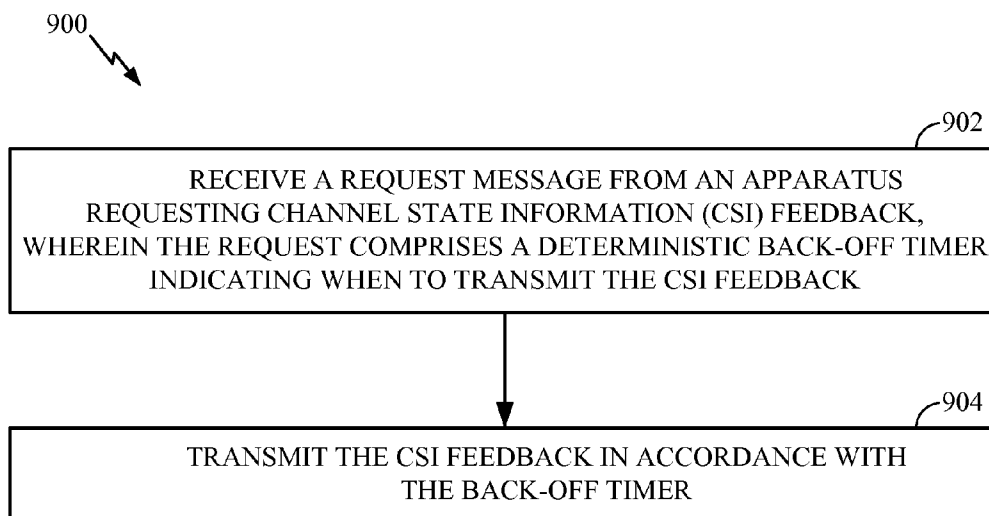 900
902
RECEIVE A REQUEST MESSAGE FROM AN APPARATUS
REQUESTING CHANNEL STATE INFORMATION (CSI) FEEDBACK,
WHEREIN THE REQUEST COMPRISES A DETERMINISTIC BACK-OFF TIMER
INDICATING WHEN TO TRANSMIT THE CSI FEEDBACK
904
TRANSMIT THE CSI FEEDBACK IN ACCORDANCE WITH
THE BACK-OFF TIMER